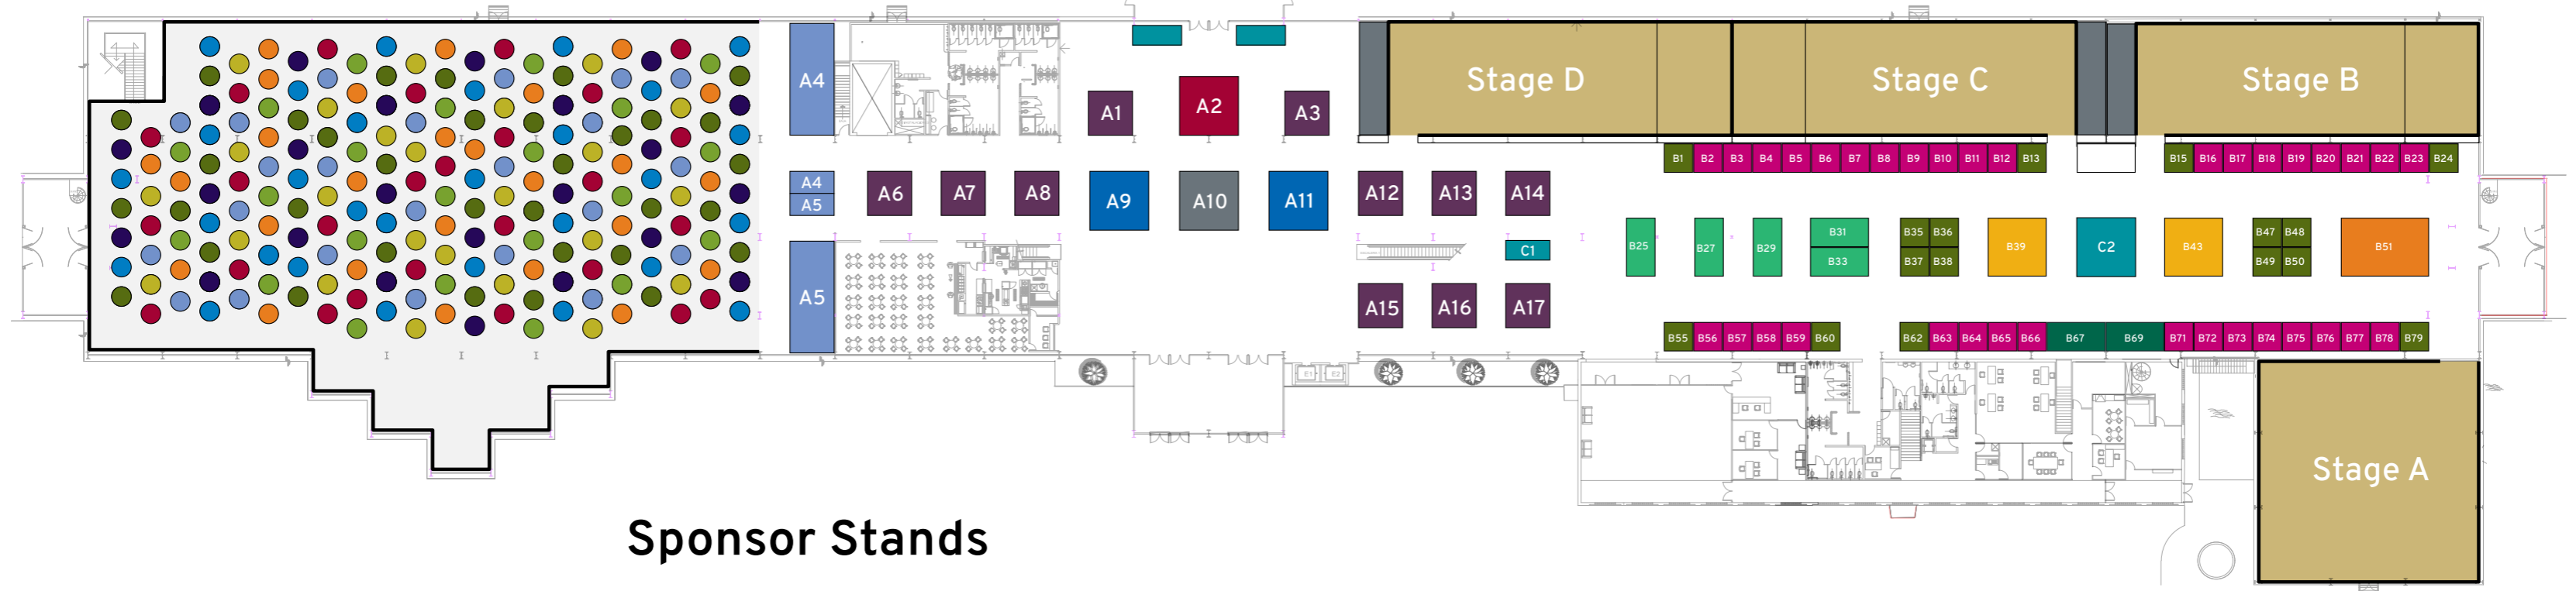 A4
A1
A2
A3
Stage D
Stage C
Stage B
B1 B2 B3 B4 B5 B6 B7 B8 B9 B10 B11 B12 B13
B15 B16 B17 B18 B19 B20 B21 B22 B23 B24
A4
A5
A6
A7
A8
A9
A10
A11
A12
A13
A14
B25
B27
B29
B31
B33
B35 B36
B37 B38
B39
C2
B43
B47 B48
B49 B50
B51
C1
A5
A15
A16
A17
B55 B56 B57 B58 B59 B60
B62 B63 B64 B65 B66 B67 B69 B71 B72 B73 B74 B75 B76 B77 B78 B79
E1 E2
Stage A
Sponsor Stands